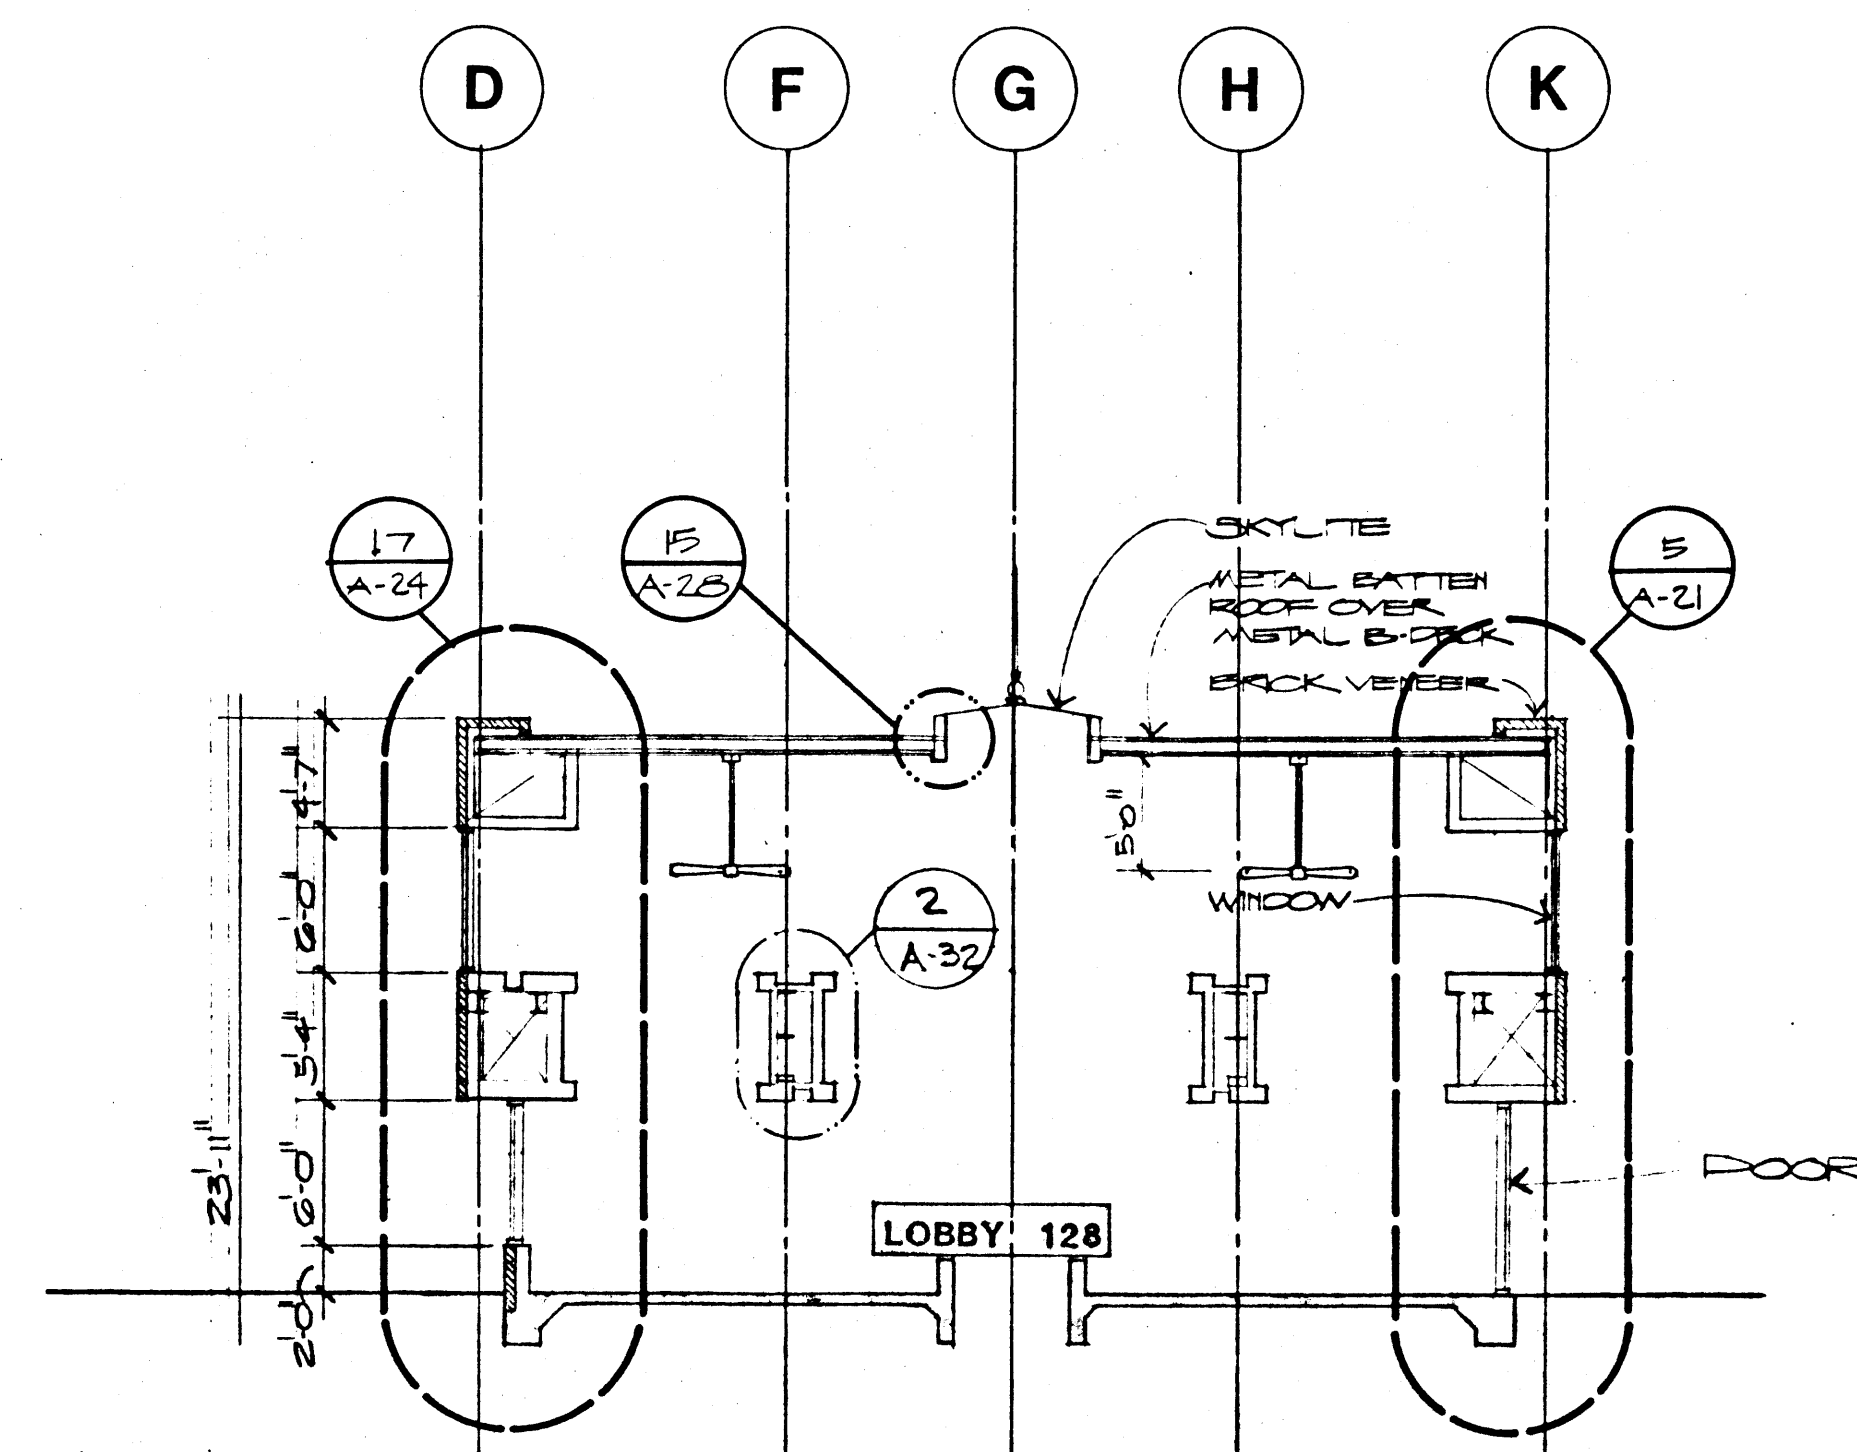 D F G H K
SKYLITE
17
A-24
15
A-28
5
A-21
METAL BATTEN
ROOF OVER
METAL B-DECK
BRICK VENEER
4'-7"
5'0"
6'-0"
WINDOW
2
A-32
5'-4"
23'-11"
6'-0"
DOOR
LOBBY 128
2'-0"